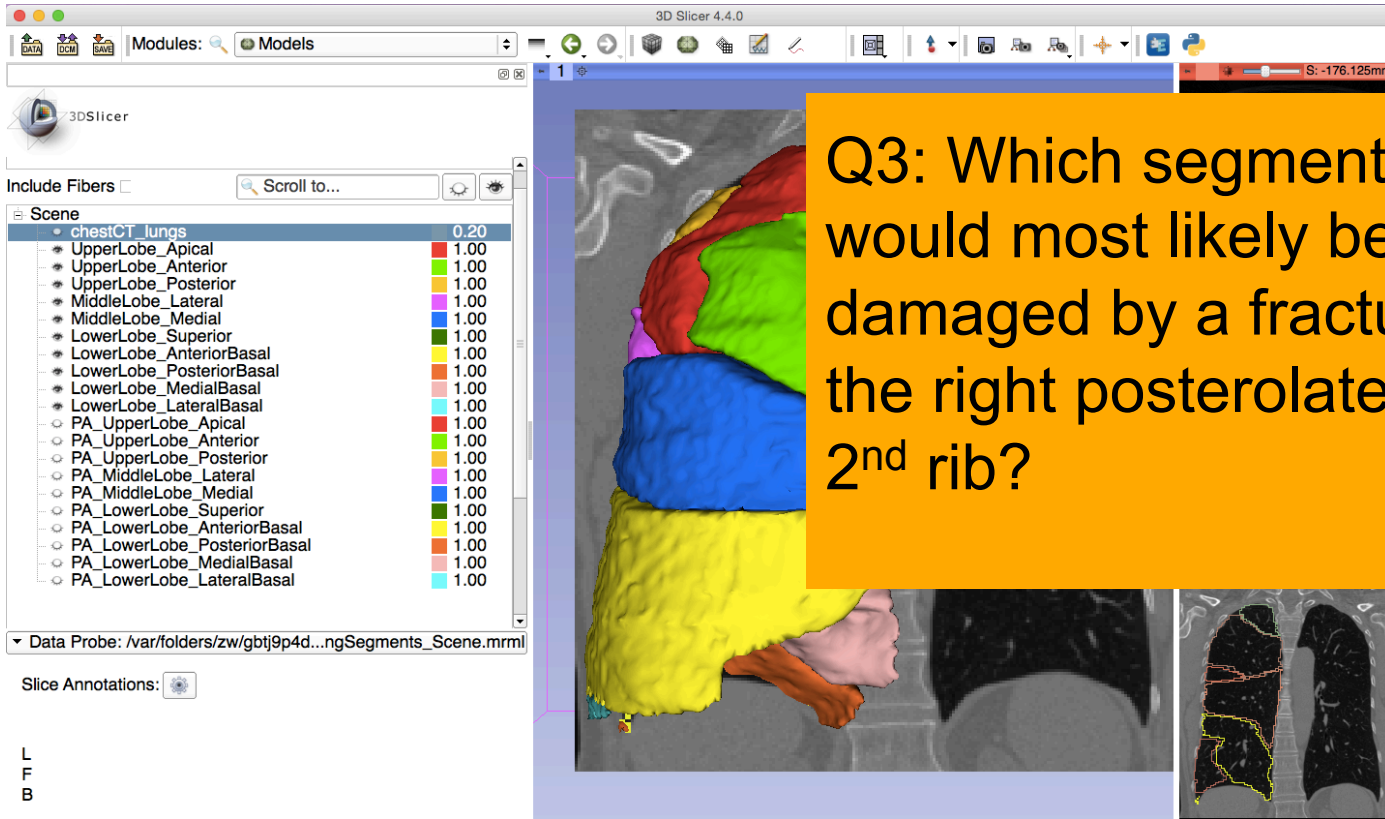 3D Slicer 4.4.0
DATA DCM SAVE Modules: Models
1
S: -176.125mm
3DSlicer
Include Fibers Scroll to...
Scene
chestCT_lungs 0.20
UpperLobe_Apical 1.00
UpperLobe_Anterior 1.00
UpperLobe_Posterior 1.00
MiddleLobe_Lateral 1.00
MiddleLobe_Medial 1.00
LowerLobe_Superior 1.00
LowerLobe_AnteriorBasal 1.00
LowerLobe_PosteriorBasal 1.00
LowerLobe_MedialBasal 1.00
LowerLobe_LateralBasal 1.00
PA_UpperLobe_Apical 1.00
PA_UpperLobe_Anterior 1.00
PA_UpperLobe_Posterior 1.00
PA_MiddleLobe_Lateral 1.00
PA_MiddleLobe_Medial 1.00
PA_LowerLobe_Superior 1.00
PA_LowerLobe_AnteriorBasal 1.00
PA_LowerLobe_PosteriorBasal 1.00
PA_LowerLobe_MedialBasal 1.00
PA_LowerLobe_LateralBasal 1.00
Data Probe: /var/folders/zw/gbtj9p4d...ngSegments_Scene.mrml
Slice Annotations:
L
F
B
Q3: Which segment
would most likely be
damaged by a fractu
the right posterolate
2nd rib?